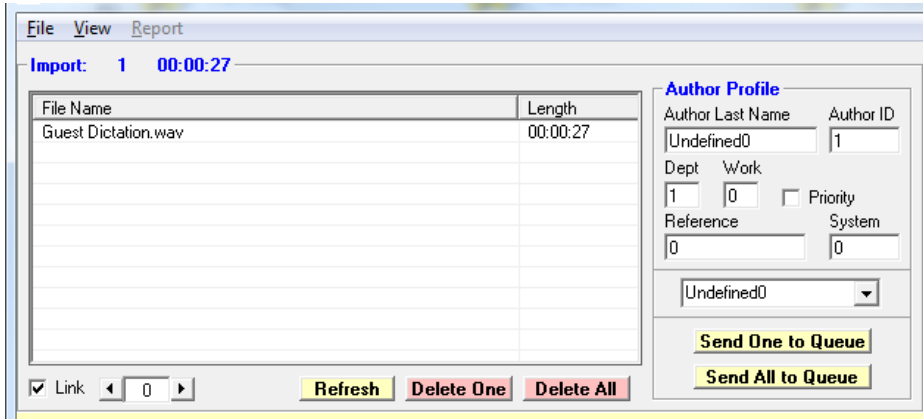 File View Report
Import: 1 00:00:27
File Name Length
Guest Dictation.wav 00:00:27
Link 0
Refresh Delete One Delete All
Author Profile
Author Last Name Author ID
Undefined0 1
Dept Work
1 0 Priority
Reference System
0 0
Undefined0
Send One to Queue
Send All to Queue